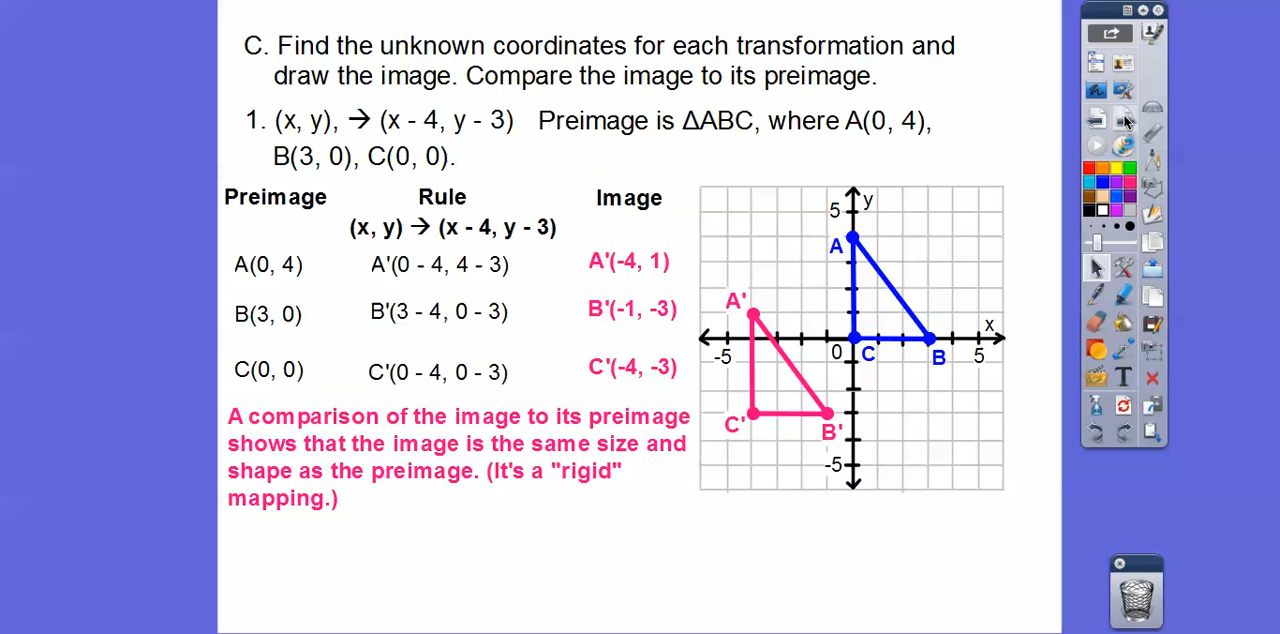 C. Find the unknown coordinates for each transformation and
draw the image. Compare the image to its preimage.
1. (x, y), → (x - 4, y - 3) Preimage is ΔABC, where A(0, 4),
B(3, 0), C(0, 0).
Preimage Rule Image
(x, y) → (x - 4, y - 3)
A(0, 4) A'(0 - 4, 4 - 3) A'(-4, 1)
B(3, 0) B'(3 - 4, 0 - 3) B'(-1, -3)
C(0, 0) C'(0 - 4, 0 - 3) C'(-4, -3)
A comparison of the image to its preimage
shows that the image is the same size and
shape as the preimage. (It's a "rigid"
mapping.)
5 y
A
A'
x
-5 0 C B 5
C' B'
-5
T